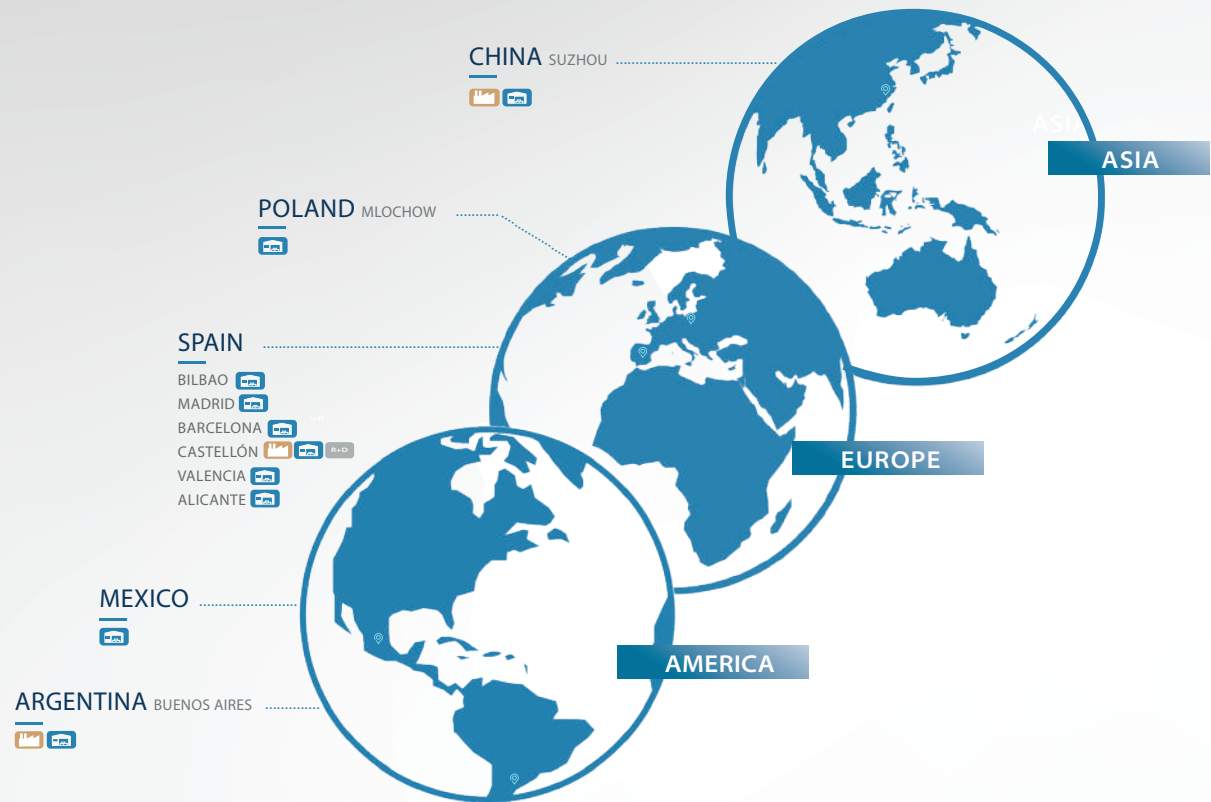 CHINA SUZHOU
ASIA
ASIA
POLAND MLOCHOW
SPAIN
BILBAO
MADRID
BARCELONA
CASTELLÓN R+D
VALENCIA
ALICANTE
EUROPE
MEXICO
AMERICA
ARGENTINA BUENOS AIRES